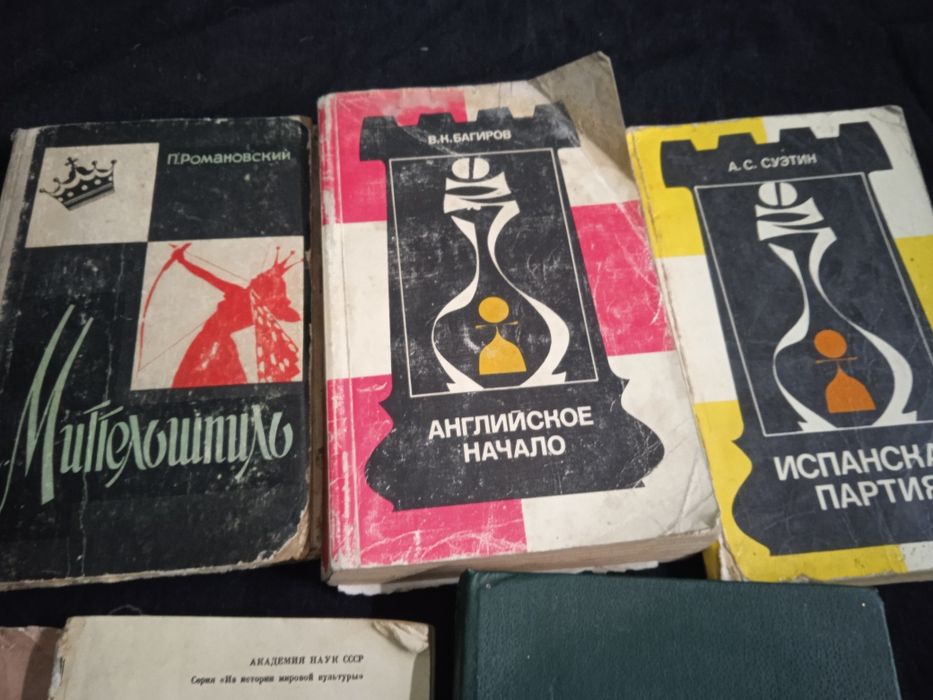 П. Романовский
Миттельшпиль
В.К. БАГИРОВ
АНГЛИЙСКОЕ
НАЧАЛО
А. С. СУЭТИН
ИСПАНСКА
ПАРТИЯ
АКАДЕМИЯ НАУК СССР
Серия «Из истории мировой культуры»